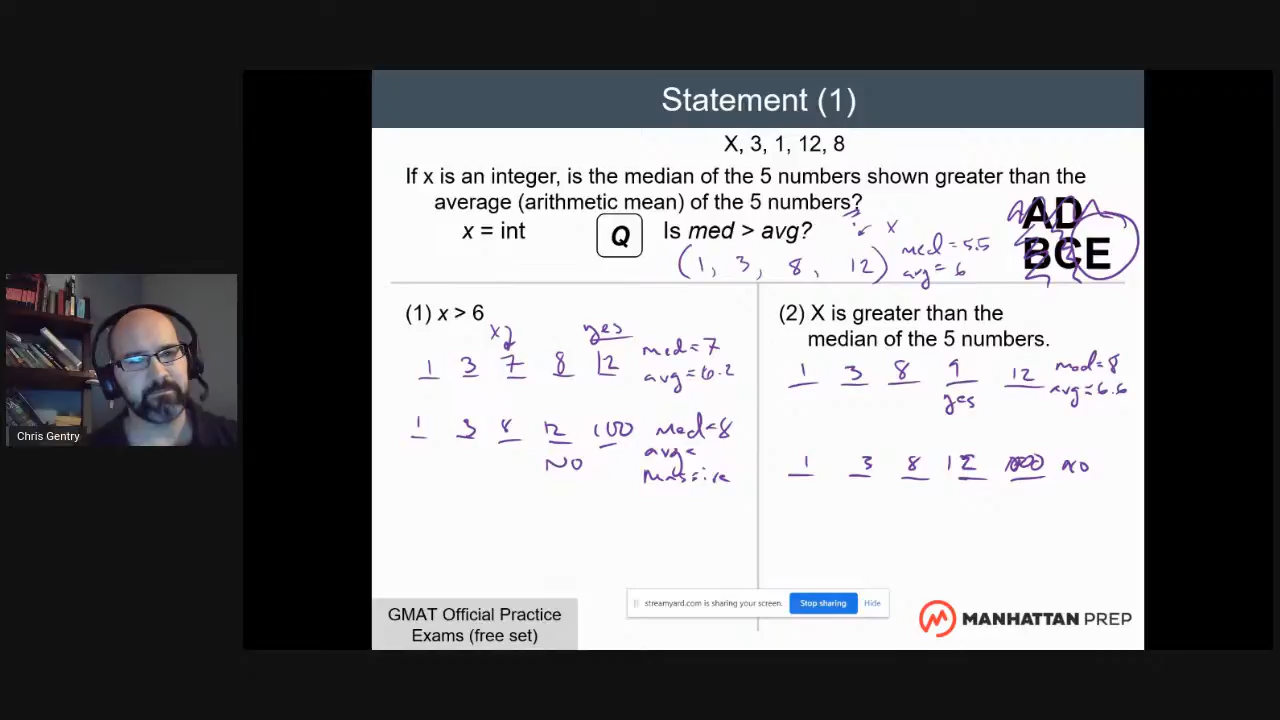 Statement (1)
X, 3, 1, 12, 8
If x is an integer, is the median of the 5 numbers shown greater than the
average (arithmetic mean) of the 5 numbers?
x = int
Q
Is med > avg?
x
(1, 3, 8, 12)
med = 5.5
avg = 6
AD
BCE
(1) x > 6
x
yes
1 3 7 8 12
med = 7
avg = 6.2
1 3 8 12 100
med = 8
avg =
massive
NO
(2) X is greater than the
median of the 5 numbers.
1 3 8 9 12
med = 8
avg = 6.6
yes
1 3 8 12
NO
Chris Gentry
streamyard.com is sharing your screen.
Stop sharing
Hide
GMAT Official Practice
Exams (free set)
MANHATTAN PREP